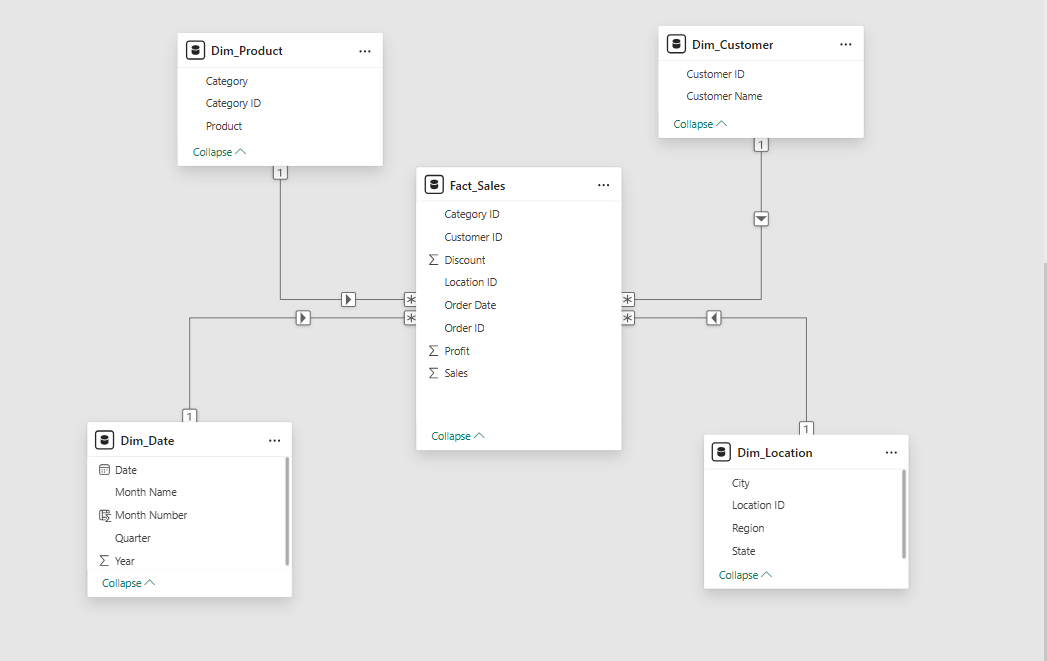 Dim_Product
Category
Category ID
Product
Collapse
1
Dim_Customer
Customer ID
Customer Name
Collapse
1
Fact_Sales
Category ID
Customer ID
Discount
Location ID
Order Date
Order ID
Profit
Sales
Collapse
*
*
*
*
1
Dim_Date
Date
Month Name
Month Number
Quarter
Year
Collapse
1
Dim_Location
City
Location ID
Region
State
Collapse